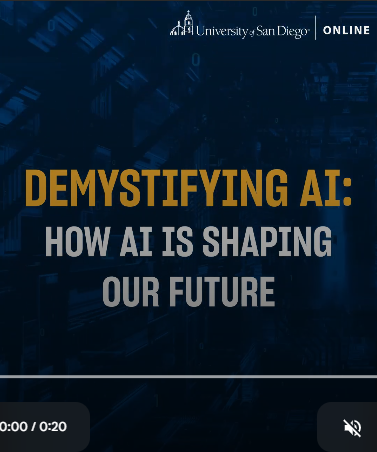 University of San Diego® | ONLINE
DEMYSTIFYING AI:
HOW AI IS SHAPING
OUR FUTURE
0:00 / 0:20